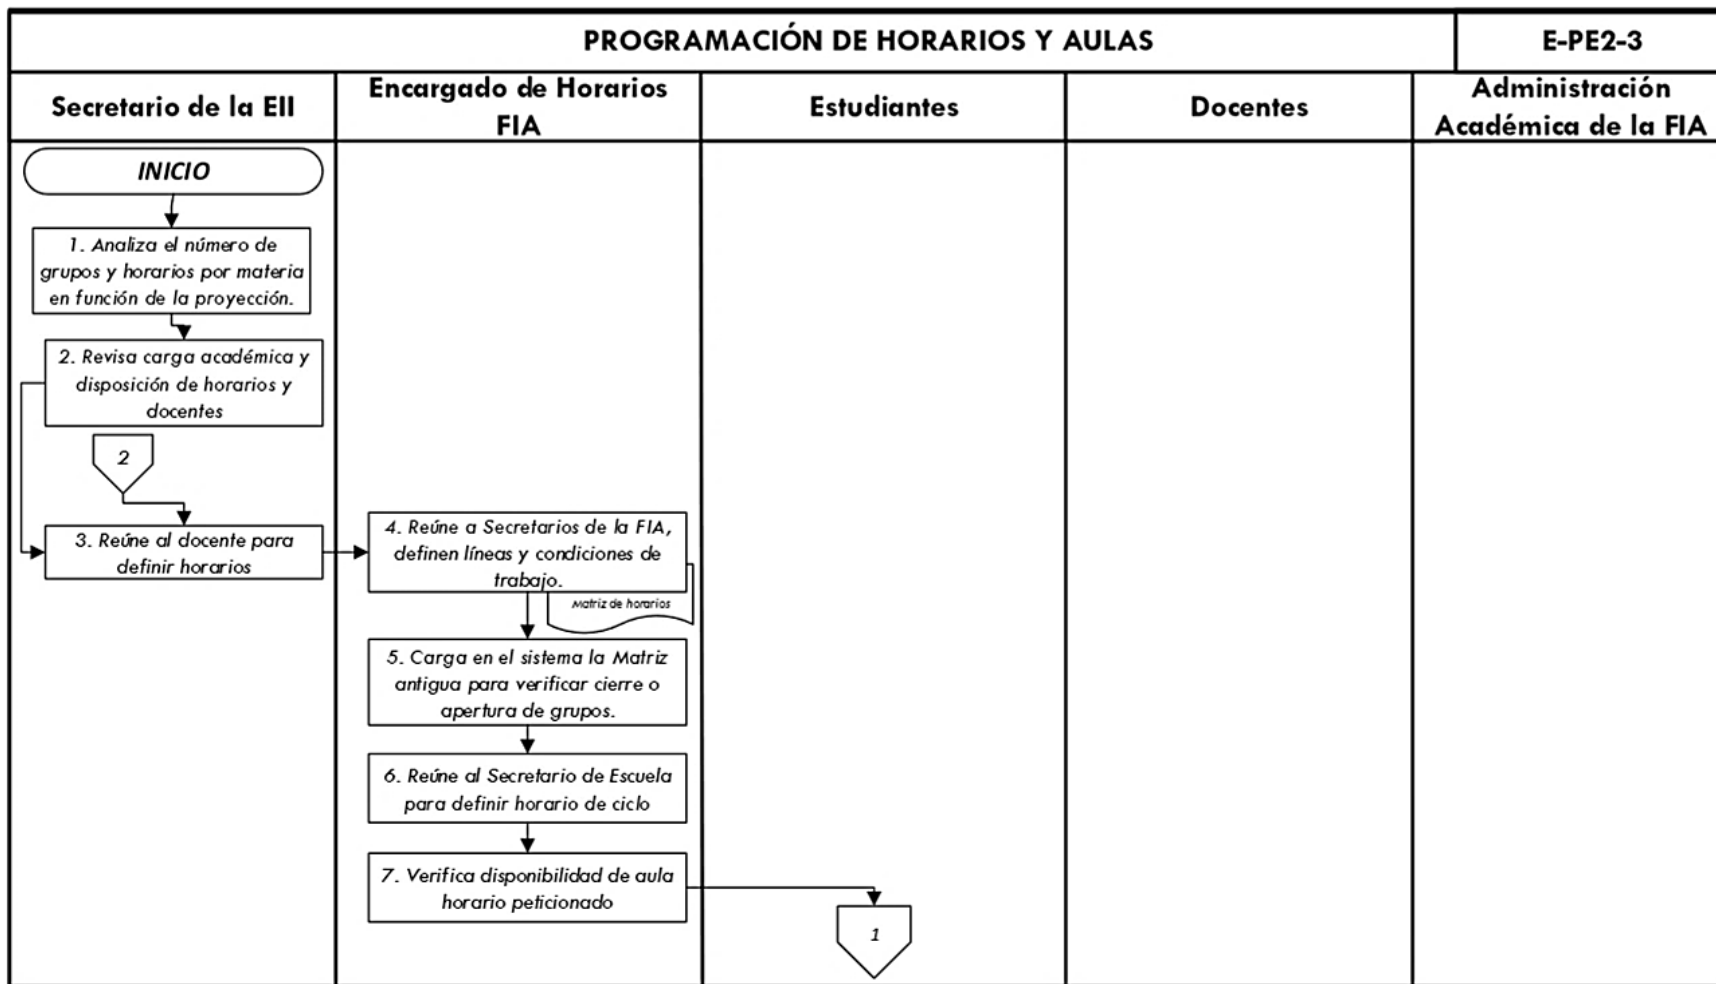 PROGRAMACIÓN DE HORARIOS Y AULAS
E-PE2-3
Secretario de la EII
Encargado de Horarios
FIA
Estudiantes
Docentes
Administración
Académica de la FIA
INICIO
1. Analiza el número de
grupos y horarios por materia
en función de la proyección.
2. Revisa carga académica y
disposición de horarios y
docentes
2
3. Reúne al docente para
definir horarios
4. Reúne a Secretarios de la FIA,
definen líneas y condiciones de
trabajo.
Matriz de horarios
5. Carga en el sistema la Matriz
antigua para verificar cierre o
apertura de grupos.
6. Reúne al Secretario de Escuela
para definir horario de ciclo
7. Verifica disponibilidad de aula
horario peticionado
1